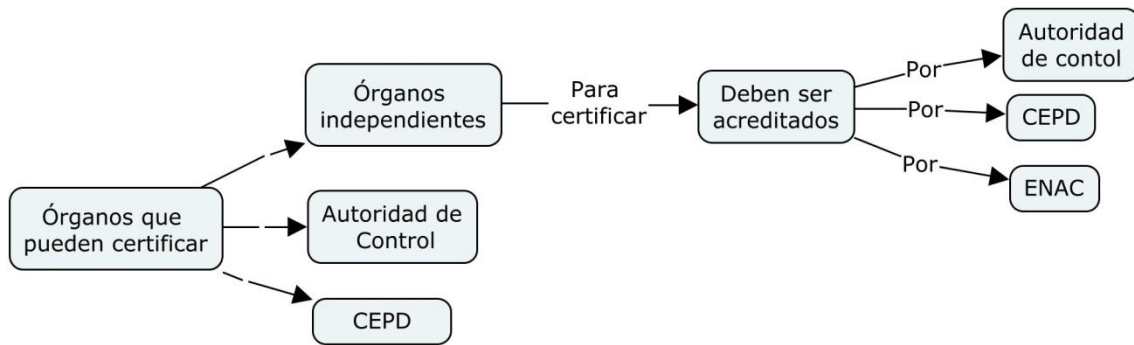 Órganos que
pueden certificar
Órganos
independientes
Para
certificar
Deben ser
acreditados
Por
Autoridad
de contol
Por
CEPD
Por
ENAC
Autoridad de
Control
CEPD